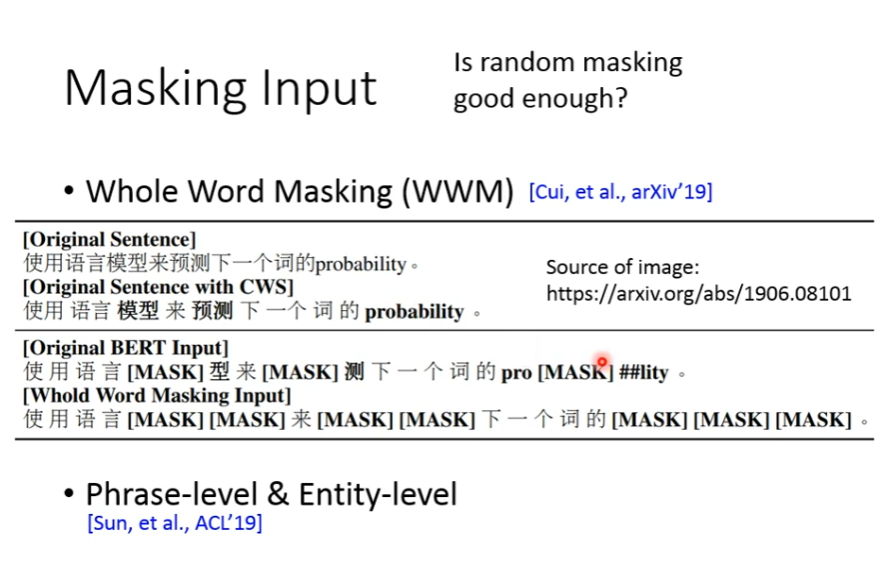 Masking Input
Is random masking
good enough?
• Whole Word Masking (WWM) [Cui, et al., arXiv'19]
[Original Sentence]
使用语言模型来预测下一个词的probability。
[Original Sentence with CWS]
使用 语言 模型 来 预测 下 一个 词 的 probability 。
Source of image:
https://arxiv.org/abs/1906.08101
[Original BERT Input]
使 用 语 言 [MASK] 型 来 [MASK] 测 下 一 个 词 的 pro [MASK] ##lity 。
[Whold Word Masking Input]
使 用 语 言 [MASK] [MASK] 来 [MASK] [MASK] 下 一 个 词 的 [MASK] [MASK] [MASK] 。
• Phrase-level & Entity-level
[Sun, et al., ACL'19]